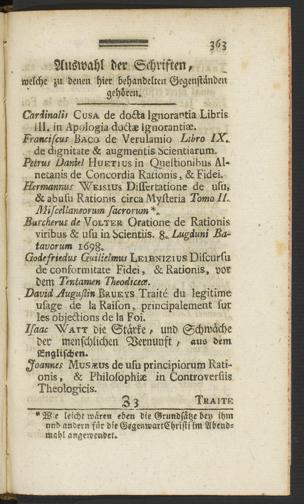 363
Auswahl der Schriften,
welche zu denen hier behandelten Gegenständen
gehören.
Cardinalis CUSA de docta Ignorantia Libris
III. in Apologia doctæ Ignorantiæ.
Franciscus BACO de Verulamio Libro IX.
de dignitate & augmentis Scientiarum.
Petrus Daniel HUETIUS in Questionibus Al-
netanis de Concordia Rationis, & Fidei.
Hermannus WEISIUS Dissertatione de usu,
& abusu Rationis circa Mysteria Tomo II.
Miscellaneorum sacrorum *.
Burcherus de VOLTER Oratione de Rationis
viribus & usu in Scientiis. 8. Lugduni Ba-
tavorum 1698.
Godefriedus Guilielmus LEIBNIZIUS Discursu
de conformitate Fidei, & Rationis, vor
dem Tentamen Theodiceæ.
David Augustin BRUEYS Traité du legitime
usage de la Raison, principalement sur
les objections de la Foi.
Isaac WATT die Stärke, und Schwäche
der menschlichen Vernunft, aus dem
Englischen.
Joannes MUSÆUS de usu principiorum Rati-
onis, & Philosophiæ in Controversiis
Theologicis.
Z 3 TRAITE
* Wie leicht wären eben die Grundsätze bey ihm
und andern für die Gegenwart Christi im Abend-
mahl angewendet.